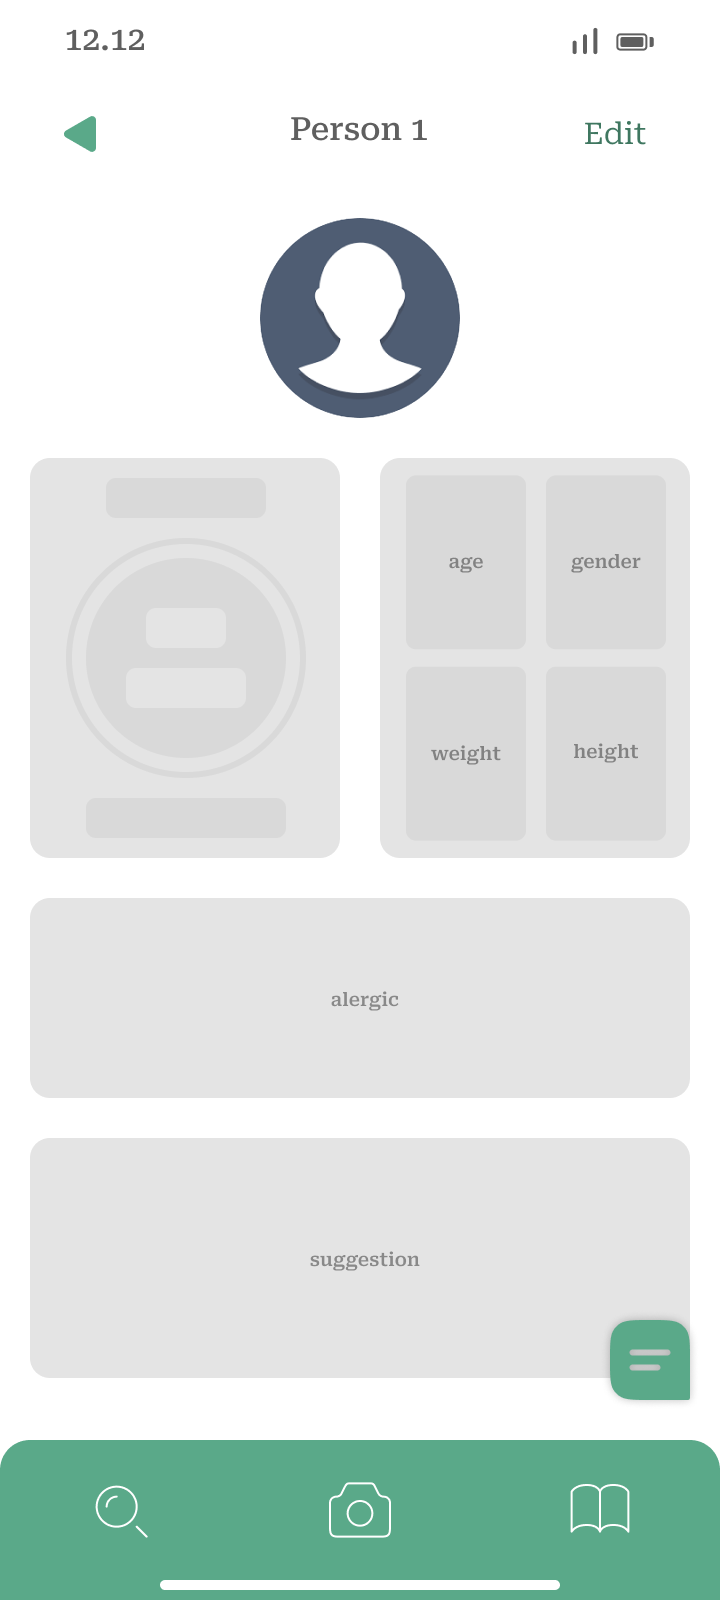 12.12
Person 1
Edit
age
gender
weight
height
alergic
suggestion